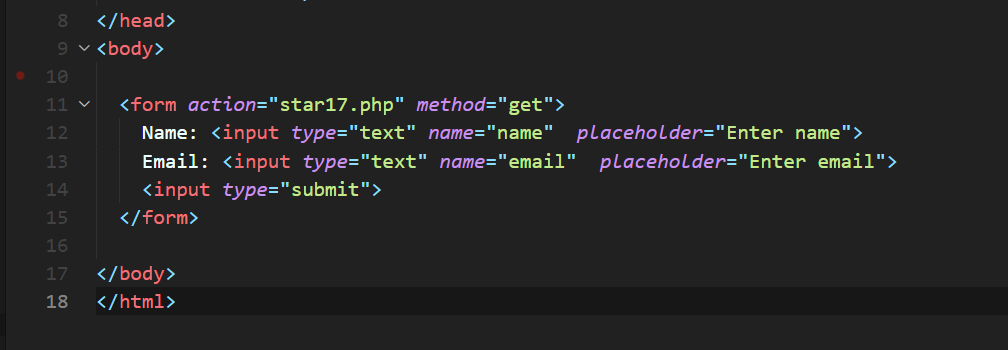 8 </head>
9 <body>
10
11 <form action="star17.php" method="get">
12 Name: <input type="text" name="name"  placeholder="Enter name">
13 Email: <input type="text" name="email"  placeholder="Enter email">
14 <input type="submit">
15 </form>
16
17 </body>
18 </html>